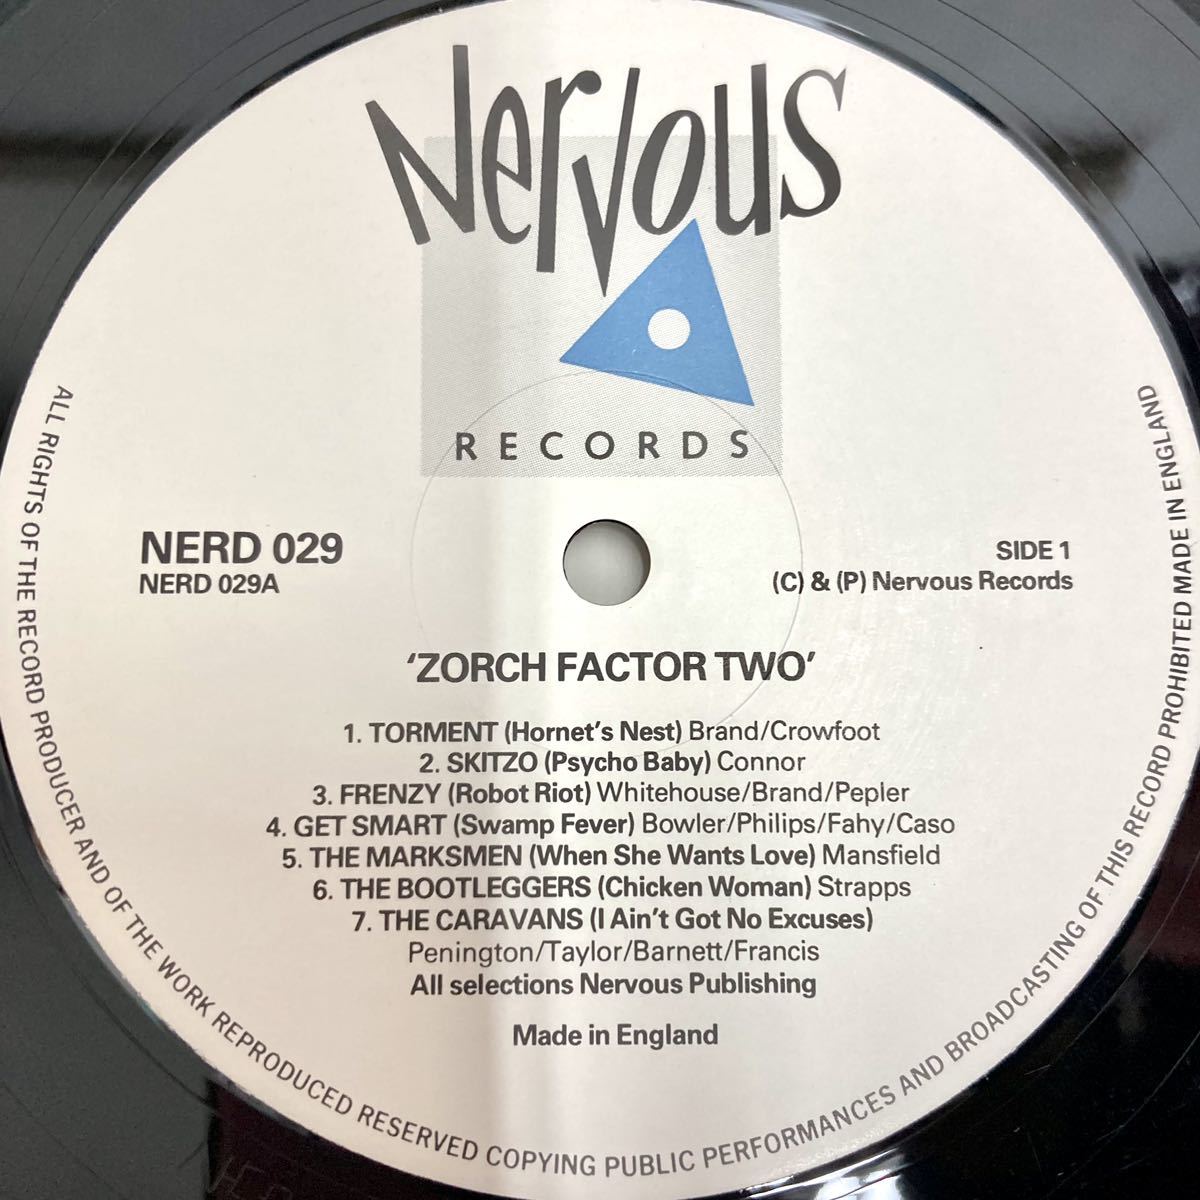 Nervous
RECORDS
NERD 029
NERD 029A
SIDE 1
(C) & (P) Nervous Records
'ZORCH FACTOR TWO'
1. TORMENT (Hornet's Nest) Brand/Crowfoot
2. SKITZO (Psycho Baby) Connor
3. FRENZY (Robot Riot) Whitehouse/Brand/Pepler
4. GET SMART (Swamp Fever) Bowler/Philips/Fahy/Caso
5. THE MARKSMEN (When She Wants Love) Mansfield
6. THE BOOTLEGGERS (Chicken Woman) Strapps
7. THE CARAVANS (I Ain't Got No Excuses)
Penington/Taylor/Barnett/Francis
All selections Nervous Publishing
Made in England
ALL RIGHTS OF THE RECORD PRODUCER AND OF THE WORK REPRODUCED RESERVED COPYING PUBLIC PERFORMANCES AND BROADCASTING OF THIS RECORD PROHIBITED MADE IN ENGLAND